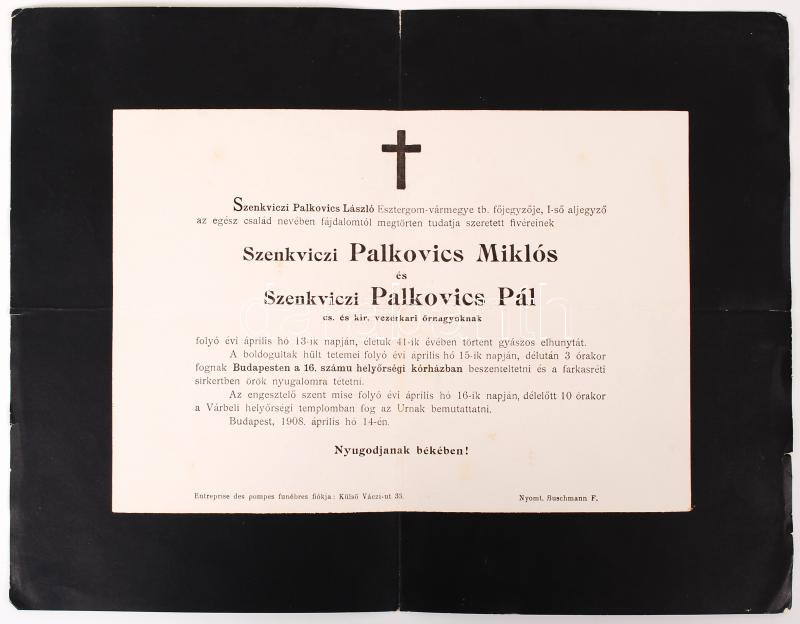 Szenkviczi Palkovics László Esztergom-vármegye tb. főjegyzője, I-ső aljegyző
az egész család nevében fájdalomtól megtörten tudatja szeretett fivéreinek
Szenkviczi Palkovics Miklós
és
Szenkviczi Palkovics Pál
cs. és kir. vezérkari őrnagyoknak
folyó évi április hó 13-ik napján, életük 41-ik évében történt gyászos elhunytát.
A boldogultak hült tetemei folyó évi április hó 15-ik napján, délután 3 órakor
fognak Budapesten a 16. számu helyőrségi kórházban beszenteltetni és a farkasréti
sirkertben örök nyugalomra tétetni.
Az engesztelő szent mise folyó évi április hó 16-ik napján, délelőtt 10 órakor
a Várbeli helyőrségi templomban fog az Urnak bemutattatni.
Budapest, 1908. április hó 14-én.
Nyugodjanak békében!
Entreprise des pompes funèbres fiókja: Külső Váczi-ut 35.
Nyomt. Buschmann F.